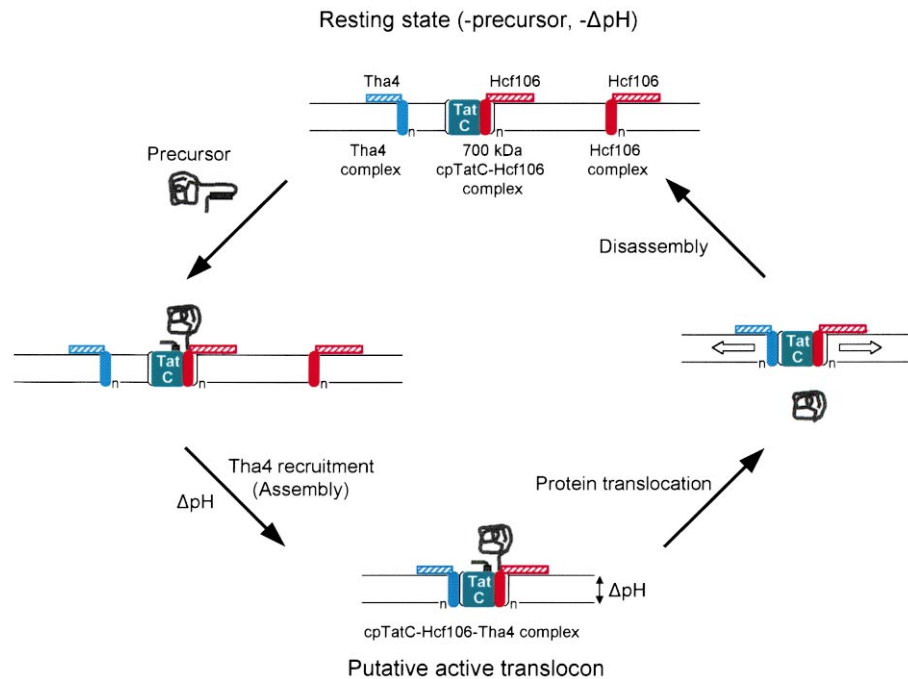 Resting state (-precursor, -ΔpH)
Tha4
Hcf106
Hcf106
Tat
C
n
n
n
Tha4
complex
700 kDa
cpTatC-Hcf106
complex
Hcf106
complex
Precursor
Disassembly
Tat
C
n
n
n
Tat
C
n
n
Tha4 recruitment
(Assembly)
ΔpH
Protein translocation
Tat
C
n
n
ΔpH
cpTatC-Hcf106-Tha4 complex
Putative active translocon